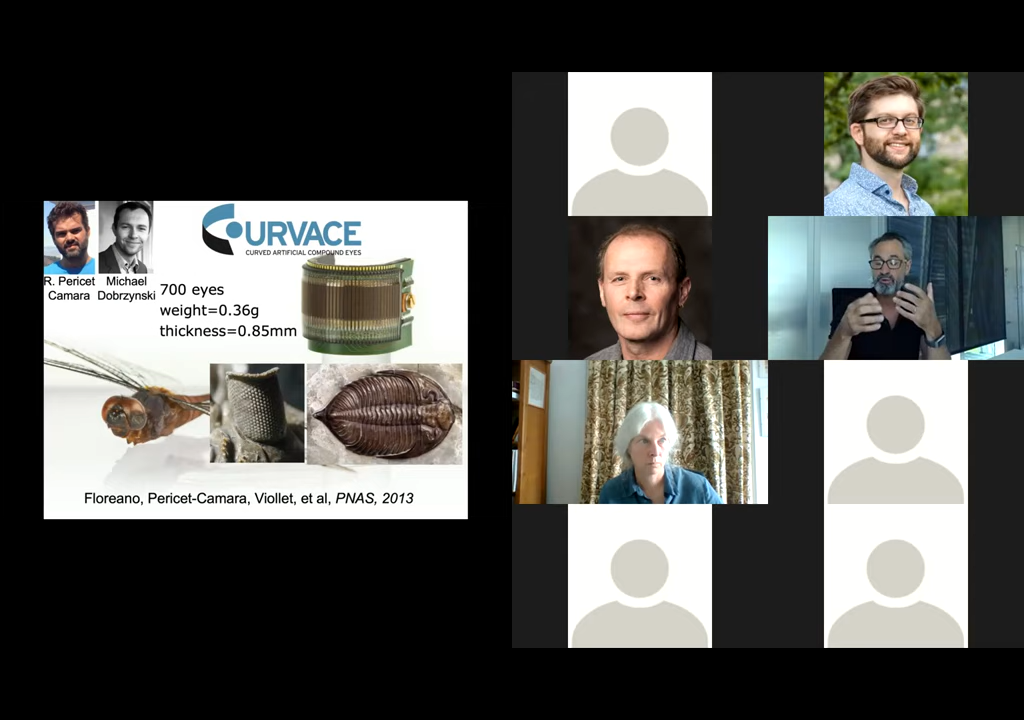 CURVACE
CURVED ARTIFICIAL COMPOUND EYES
R. Pericet
Camara
Michael
Dobrzynski
700 eyes
weight=0.36g
thickness=0.85mm
Floreano, Pericet-Camara, Viollet, et al, PNAS, 2013